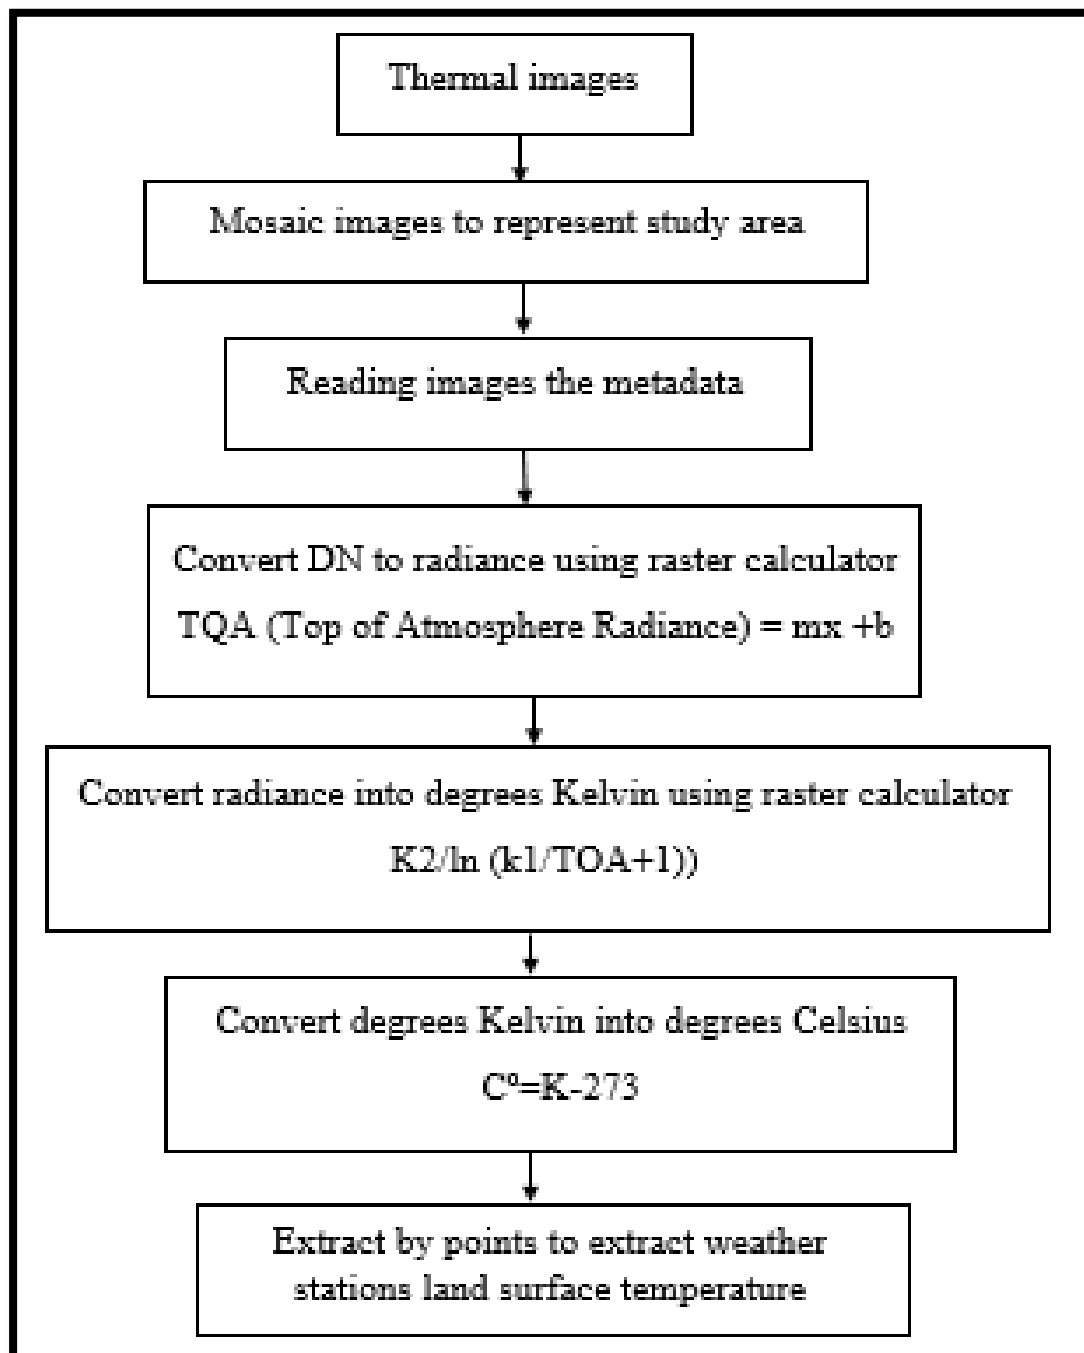 Thermal images
Mosaic images to represent study area
Reading images the metadata
Convert DN to radiance using raster calculator
TQA (Top of Atmosphere Radiance) = mx +b
Convert radiance into degrees Kelvin using raster calculator
K2/ln (k1/TOA+1))
Convert degrees Kelvin into degrees Celsius
Cº=K-273
Extract by points to extract weather
stations land surface temperature